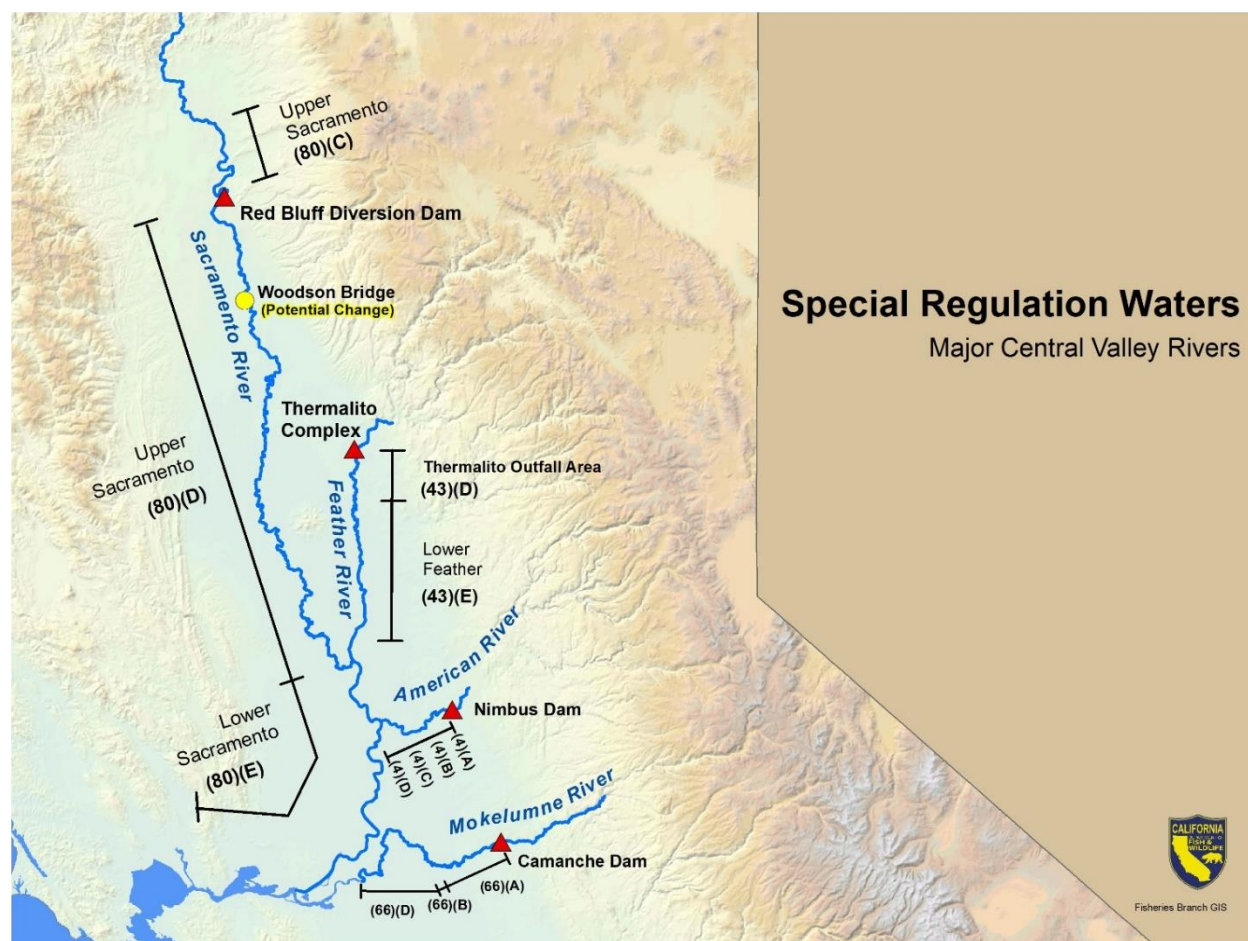 Special Regulation Waters
Major Central Valley Rivers
Upper
Sacramento
(80)(C)
Red Bluff Diversion Dam
Sacramento River
Woodson Bridge
(Potential Change)
Thermalito
Complex
Thermalito Outfall Area
(43)(D)
Upper
Sacramento
(80)(D)
Feather River
Lower
Feather
(43)(E)
American River
Nimbus Dam
Lower
Sacramento
(80)(E)
(4)(A)
(4)(B)
(4)(C)
(4)(D)
Mokelumne River
Camanche Dam
(66)(A)
(66)(B)
(66)(D)
CALIFORNIA
FISH &
WILDLIFE
Fisheries Branch GIS